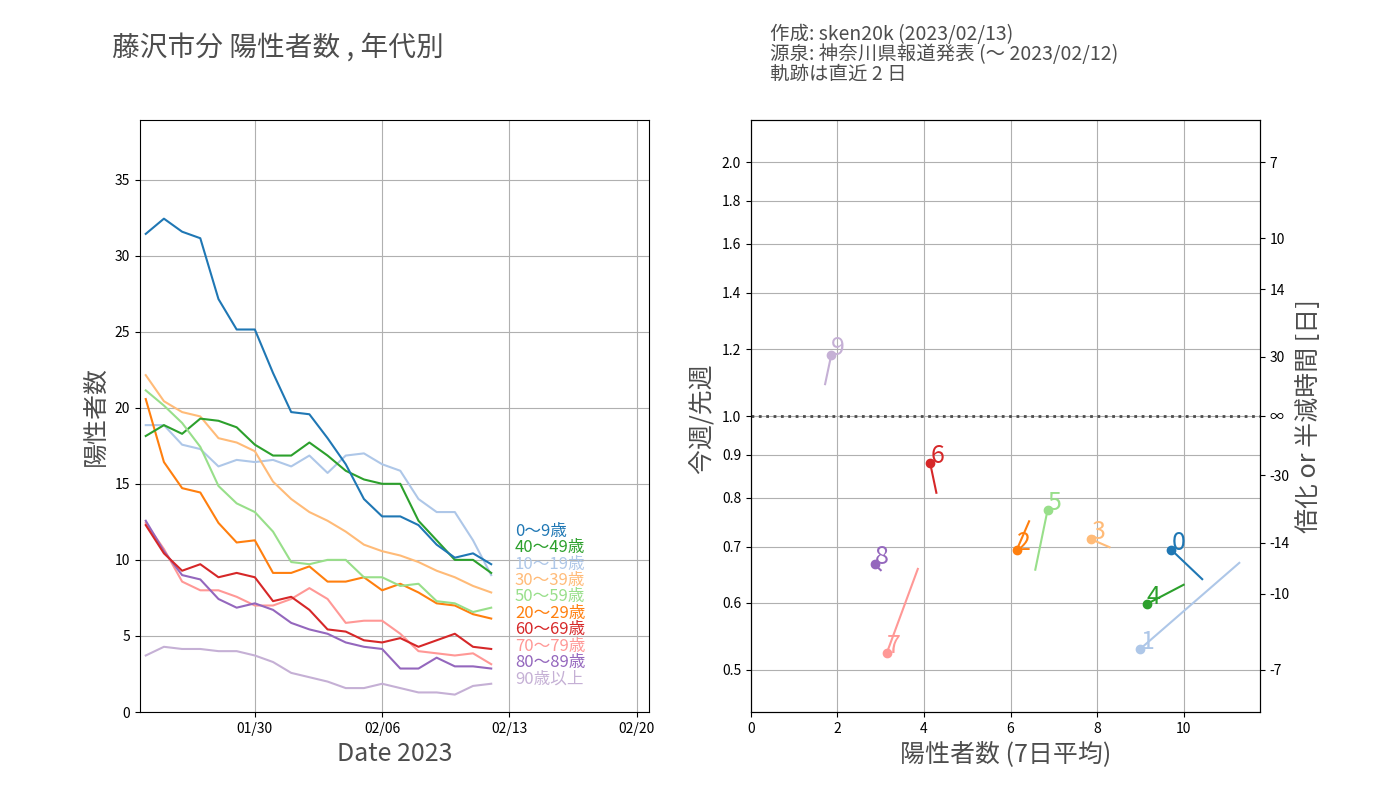 藤沢市分 陽性者数 , 年代別
作成: sken20k (2023/02/13)
源泉: 神奈川県報道発表 (〜 2023/02/12)
軌跡は直近 2 日
陽性者数
35
30
25
20
15
10
5
0
01/30
02/06
02/13
02/20
Date 2023
0〜9歳
40〜49歳
10〜19歳
30〜39歳
50〜59歳
20〜29歳
60〜69歳
70〜79歳
80〜89歳
90歳以上
今週/先週
2.0
1.8
1.6
1.4
1.2
1.0
0.9
0.8
0.7
0.6
0.5
0
2
4
6
8
10
陽性者数 (7日平均)
9
6
5
3
2
0
8
4
7
1
7
10
14
30
∞
-30
-14
-10
-7
倍化 or 半減時間 [日]